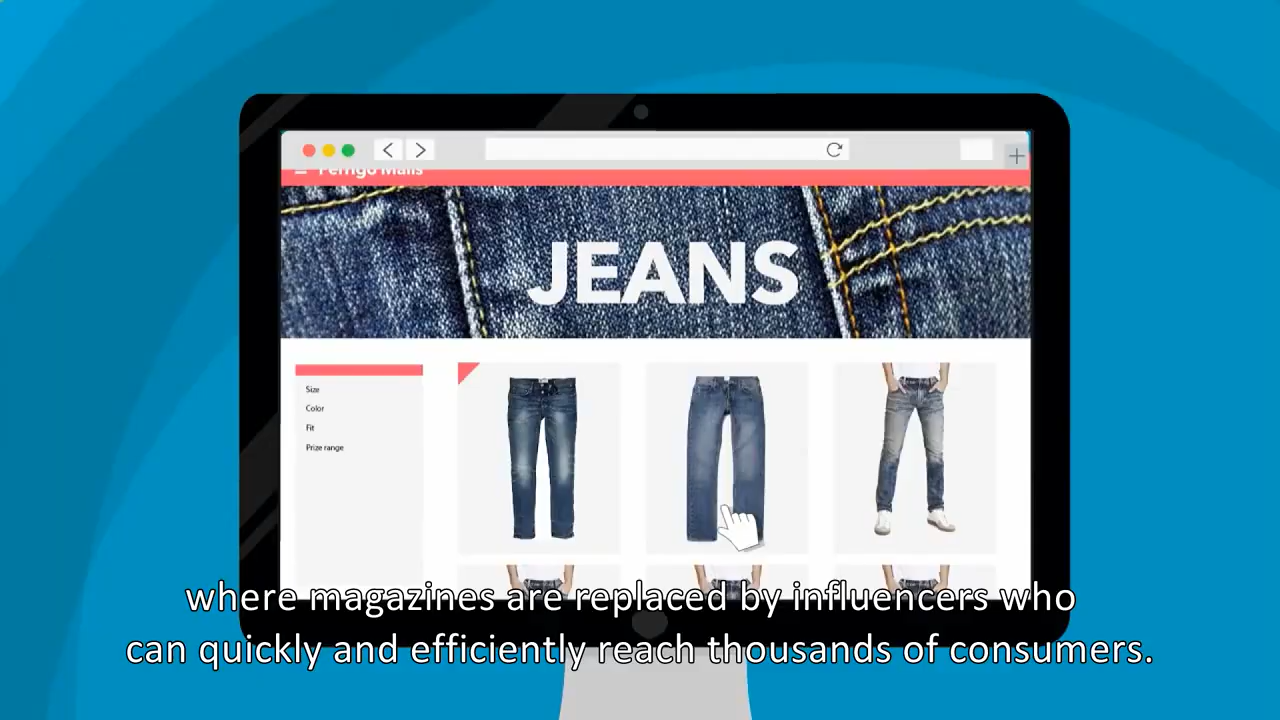 JEANS
Size
Color
Fit
Prize range
where magazines are replaced by influencers who
can quickly and efficiently reach thousands of consumers.